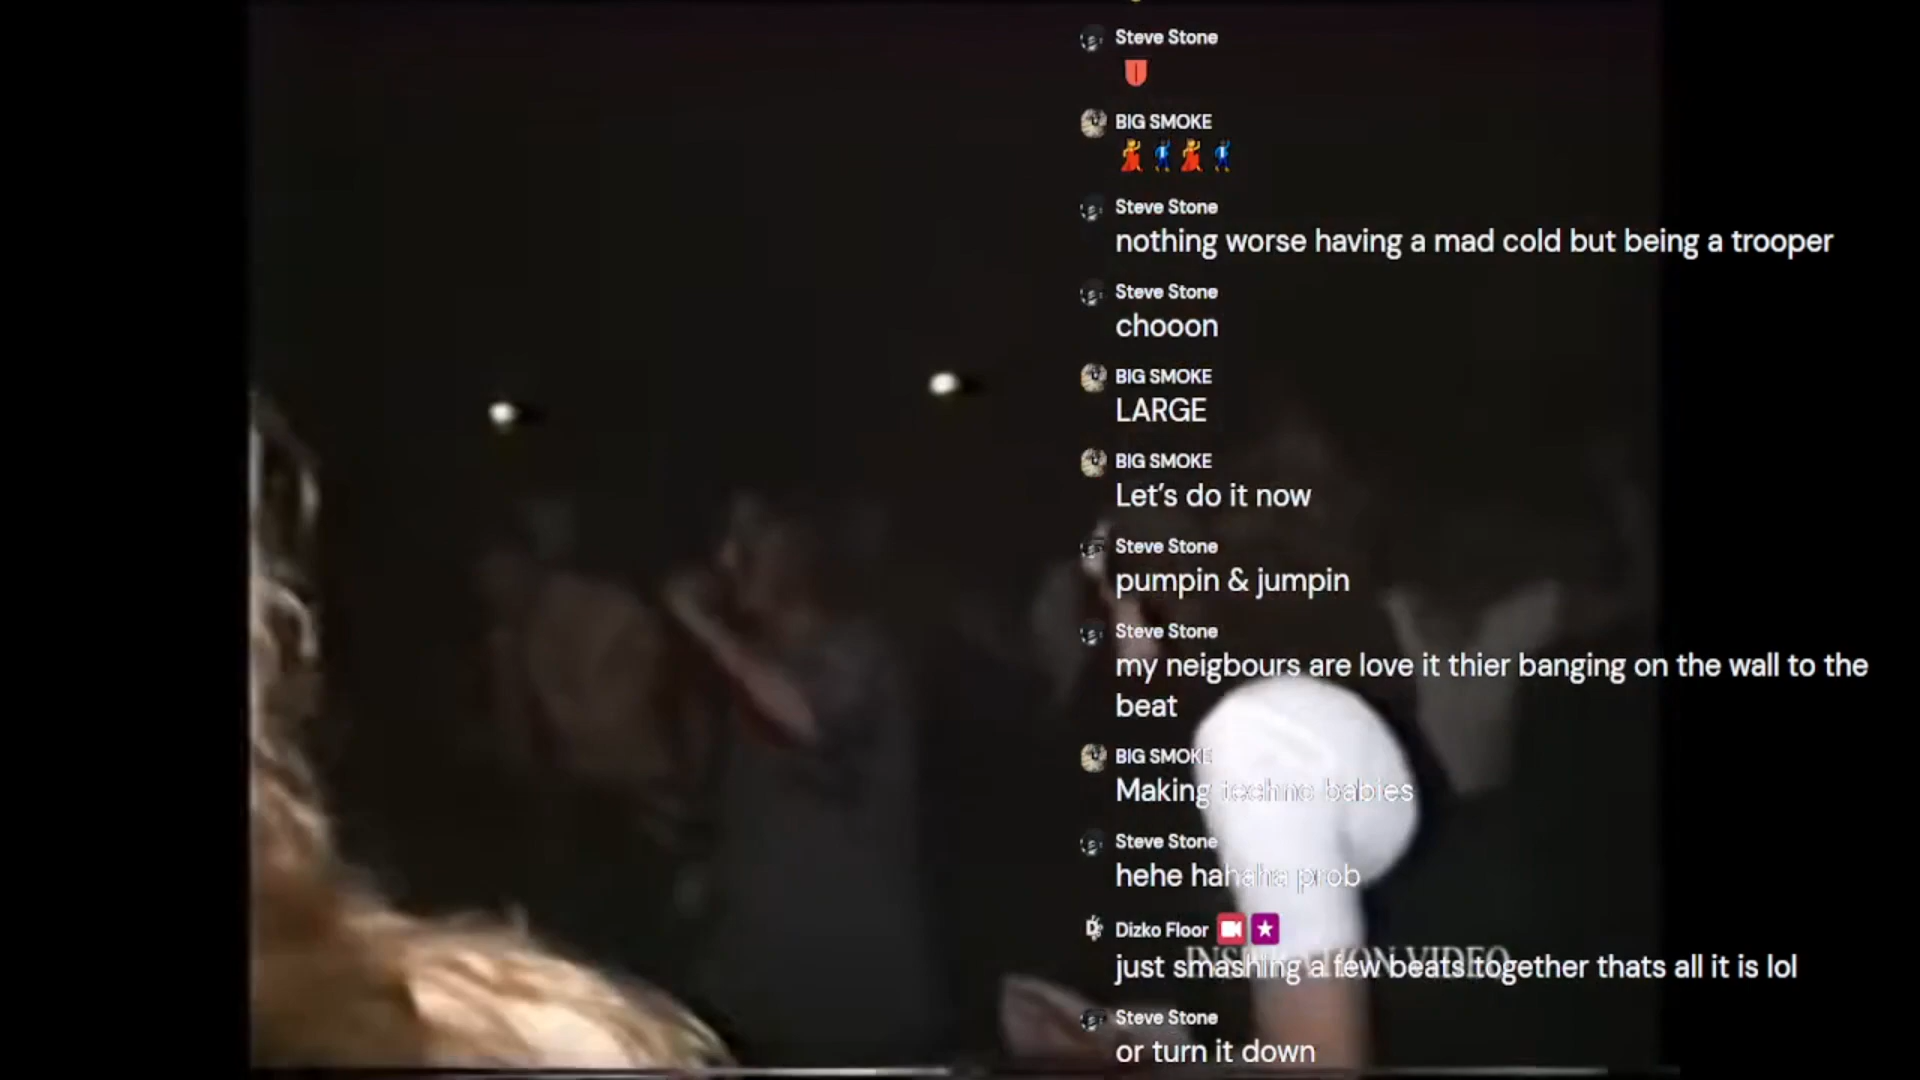 Steve Stone
BIG SMOKE
Steve Stone
nothing worse having a mad cold but being a trooper
Steve Stone
chooon
BIG SMOKE
LARGE
BIG SMOKE
Let's do it now
Steve Stone
pumpin & jumpin
Steve Stone
my neigbours are love it thier banging on the wall to the
beat
BIG SMOKE
Making techno babies
Steve Stone
hehe hahaha prob
Dizko Floor
just smashing a few beats together thats all it is lol
VIDEO
Steve Stone
or turn it down